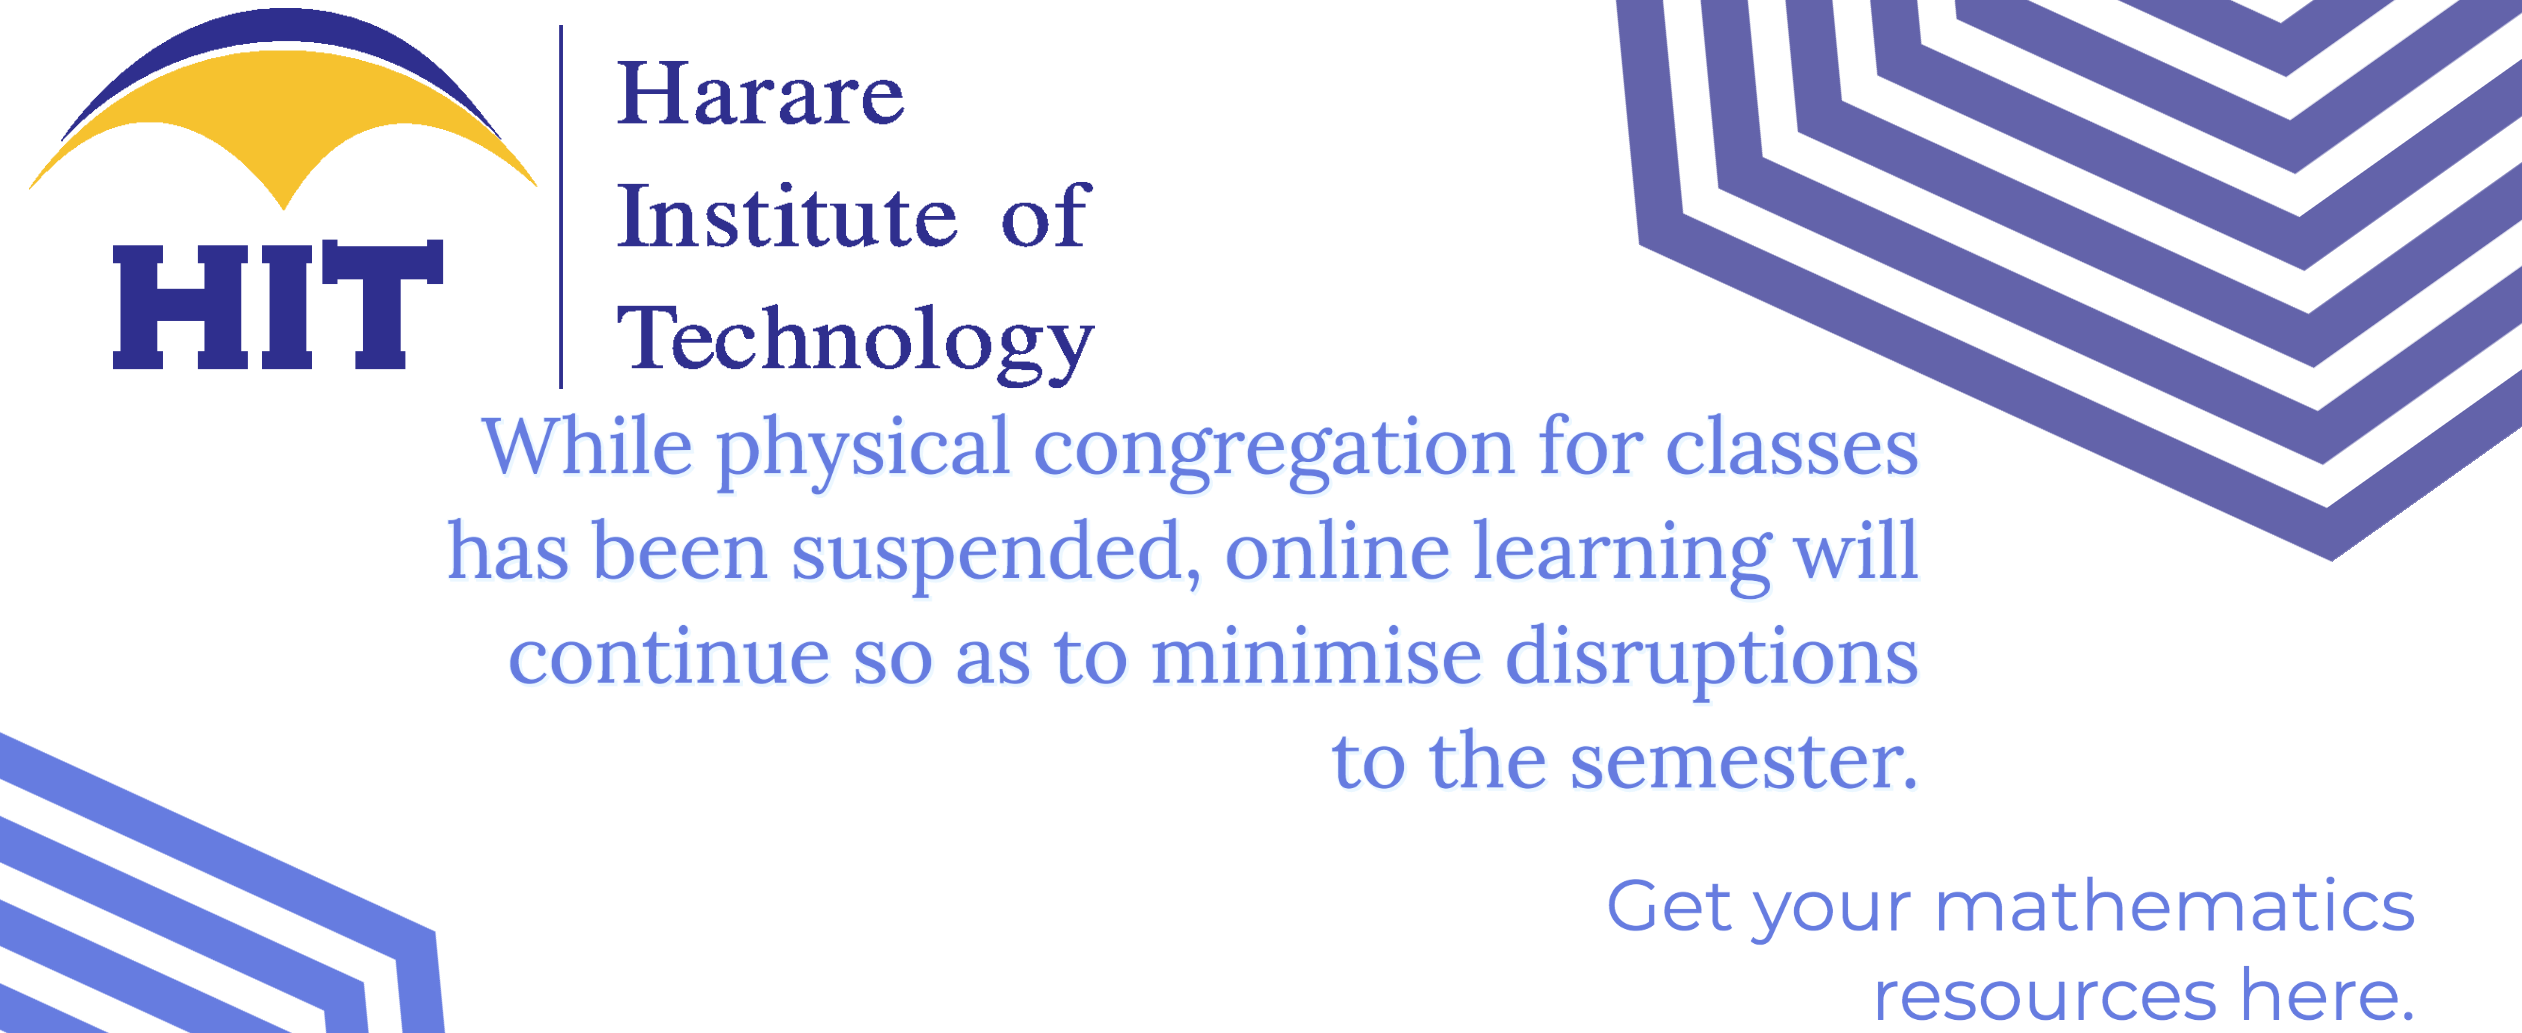 HIT
Harare
Institute of
Technology
While physical congregation for classes
has been suspended, online learning will
continue so as to minimise disruptions
to the semester.
Get your mathematics
resources here.